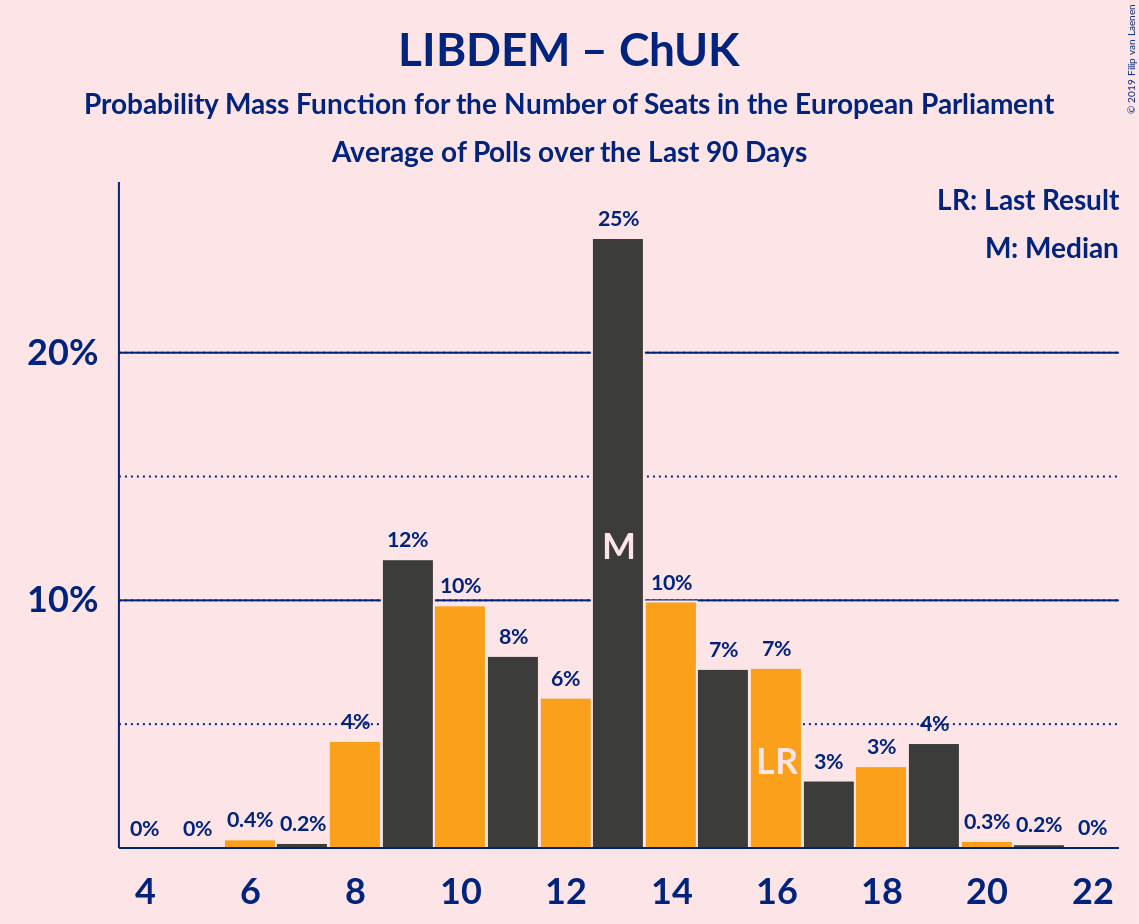 LIBDEM – ChUK
Probability Mass Function for the Number of Seats in the European Parliament
Average of Polls over the Last 90 Days
© 2019 Filip van Laenen
LR: Last Result
M: Median
20%
10%
0%
0%
0.4%
0.2%
4%
12%
10%
8%
6%
25%
10%
7%
7%
3%
3%
4%
0.3%
0.2%
0%
M
LR
4 6 8 10 12 14 16 18 20 22